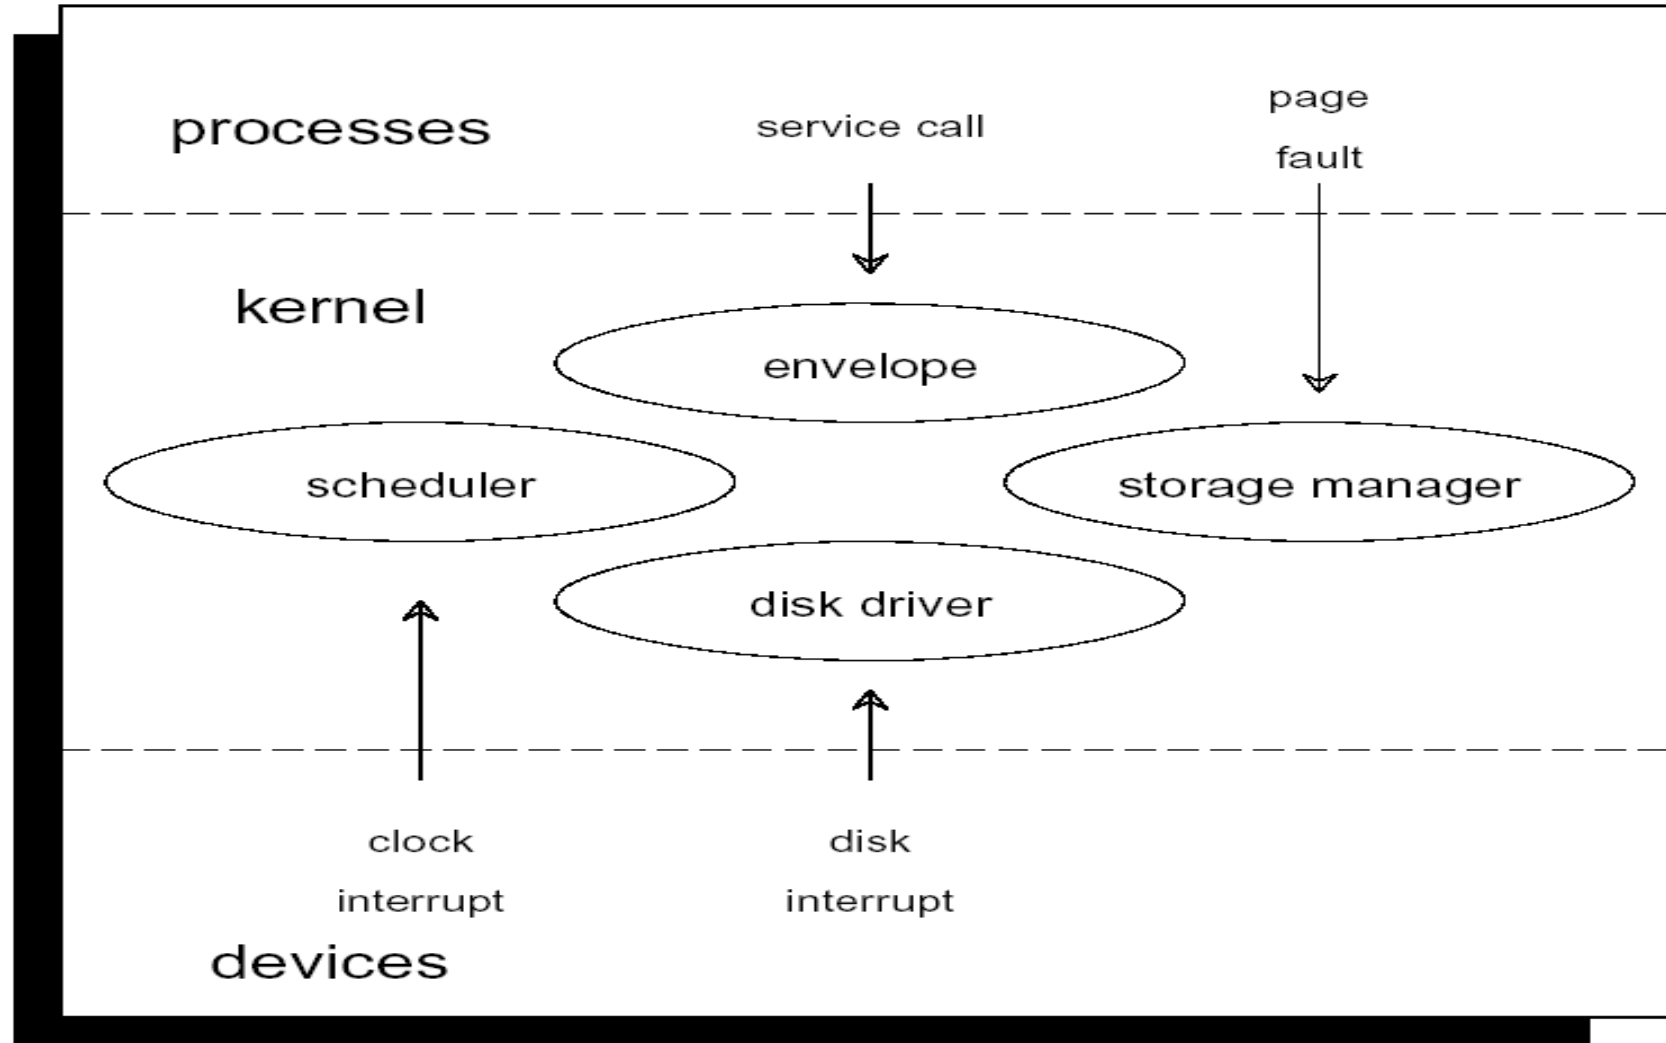 processes
service call
page
fault
kernel
envelope
scheduler
storage manager
disk driver
clock
interrupt
disk
interrupt
devices